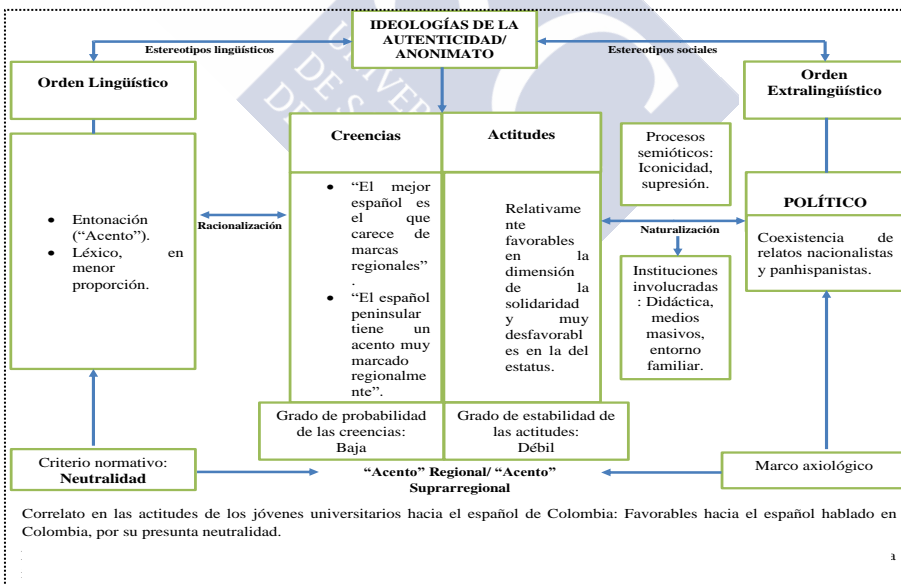 IDEOLOGÍAS DE LA
AUTENTICIDAD/
ANONIMATO
Estereotipos lingüísticos
Estereotipos sociales
Orden Lingüístico
Orden
Extralingüístico
Creencias
Actitudes
Procesos
semióticos:
Iconicidad,
supresión.
• Entonación
(“Acento”).
• Léxico, en
menor
proporción.
Racionalización
• “El mejor
español es
el que
carece de
marcas
regionales”
.
• “El español
peninsular
tiene un
acento muy
marcado
regionalme
nte”.
Relativame
nte
favorables
en la
dimensión
de la
solidaridad
y muy
desfavorabl
es en la del
estatus.
Naturalización
POLÍTICO
Coexistencia de
relatos nacionalistas
y panhispanistas.
Instituciones
involucradas
: Didáctica,
medios
masivos,
entorno
familiar.
Grado de probabilidad
de las creencias:
Baja
Grado de estabilidad de
las actitudes:
Débil
Criterio normativo:
Neutralidad
“Acento” Regional/ “Acento”
Suprarregional
Marco axiológico
Correlato en las actitudes de los jóvenes universitarios hacia el español de Colombia: Favorables hacia el español hablado en
Colombia, por su presunta neutralidad.